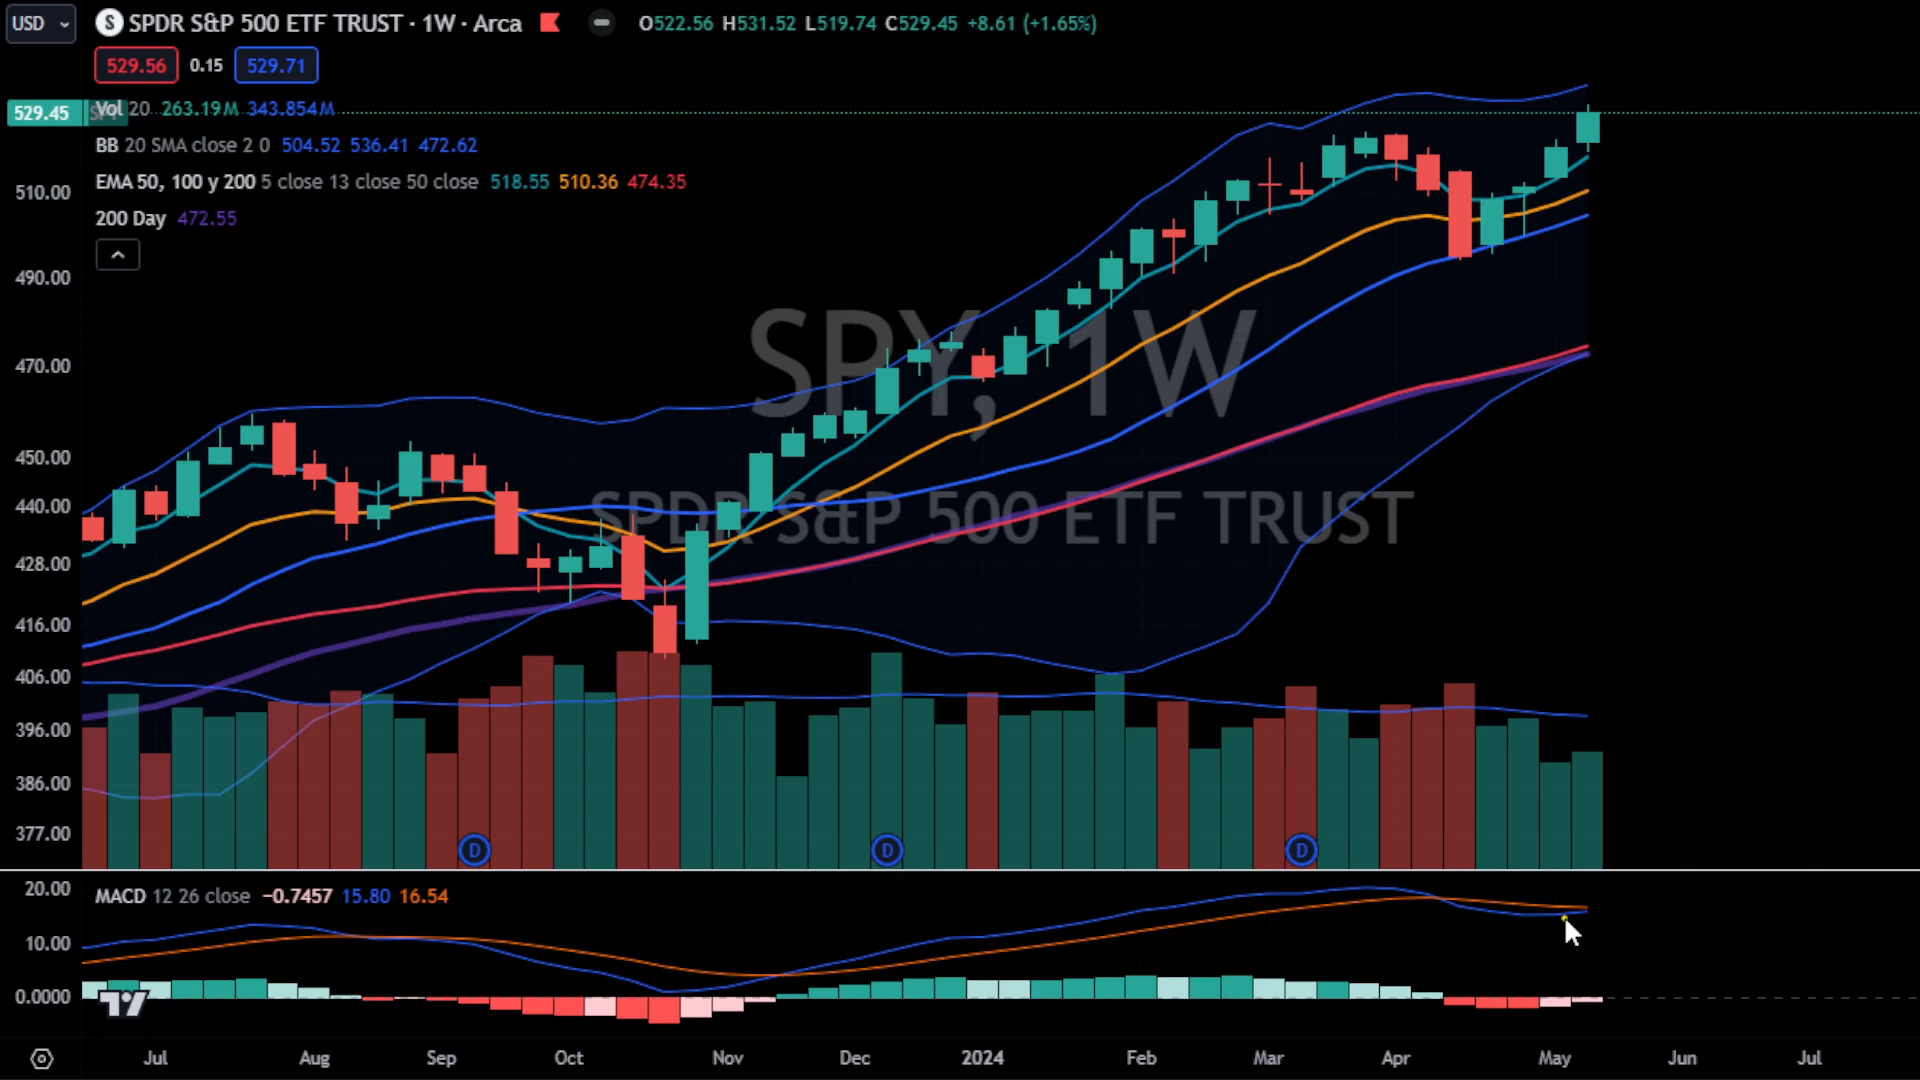 USD
S SPDR S&P 500 ETF TRUST · 1W · Arca O522.56 H531.52 L519.74 C529.45 +8.61 (+1.65%)
529.56 0.15 529.71
529.45 Vol 20 263.19M 343.854M
BB 20 SMA close 2 0 504.52 536.41 472.62
EMA 50, 100 y 200 5 close 13 close 50 close 518.55 510.36 474.35
200 Day 472.55
510.00
490.00
470.00
450.00
440.00
428.00
416.00
406.00
396.00
386.00
377.00
SPY, 1W
SPDR S&P 500 ETF TRUST
D D D
20.00
MACD 12 26 close −0.7457 15.80 16.54
10.00
0.0000
Jul Aug Sep Oct Nov Dec 2024 Feb Mar Apr May Jun Jul